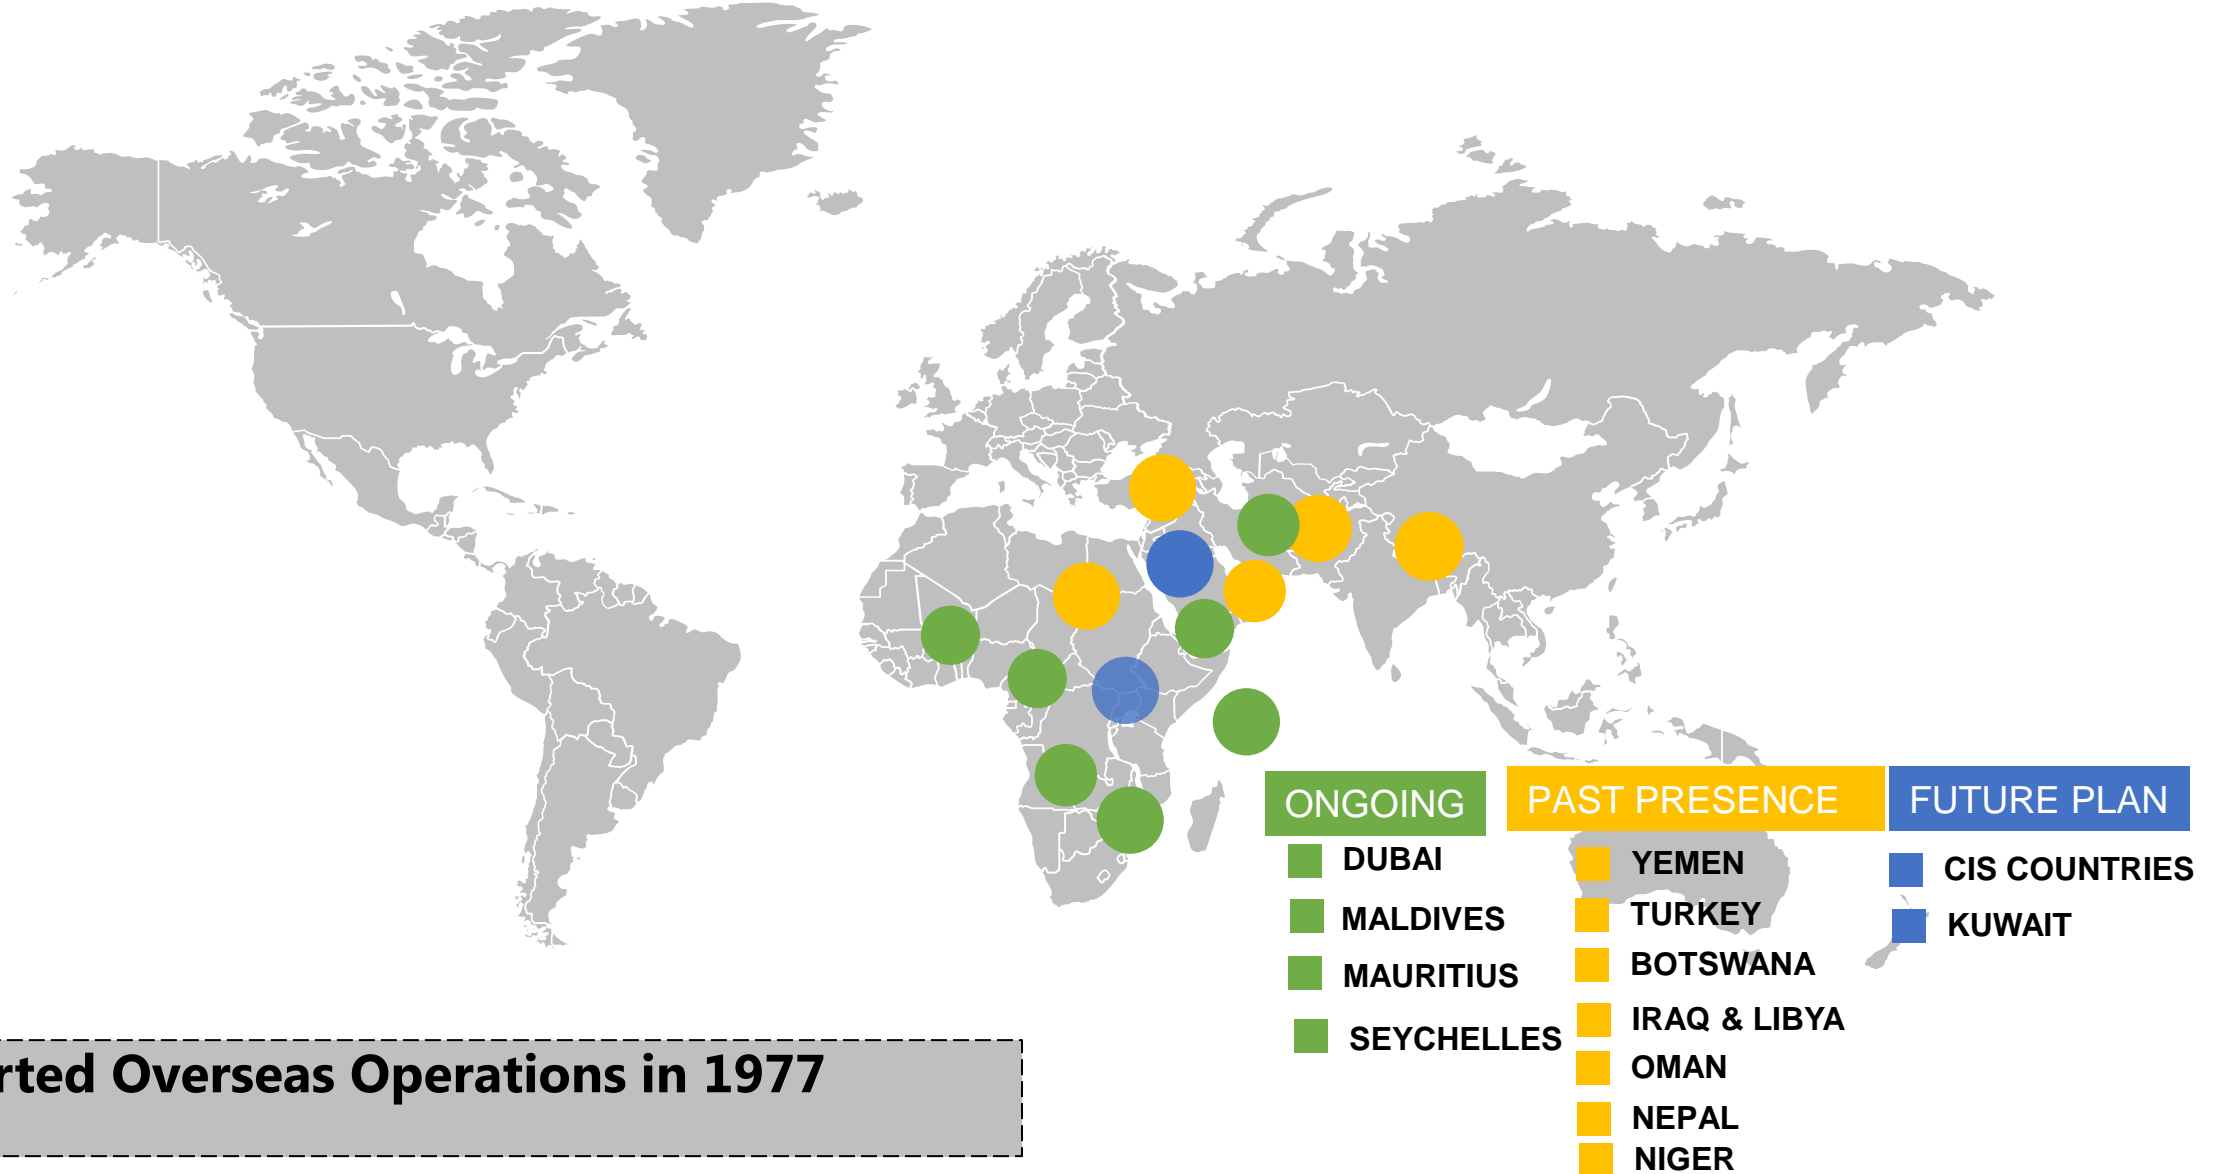 ONGOING
DUBAI
MALDIVES
MAURITIUS
SEYCHELLES
PAST PRESENCE
YEMEN
TURKEY
BOTSWANA
IRAQ & LIBYA
OMAN
NEPAL
NIGER
FUTURE PLAN
CIS COUNTRIES
KUWAIT
Overseas Operations in 1977